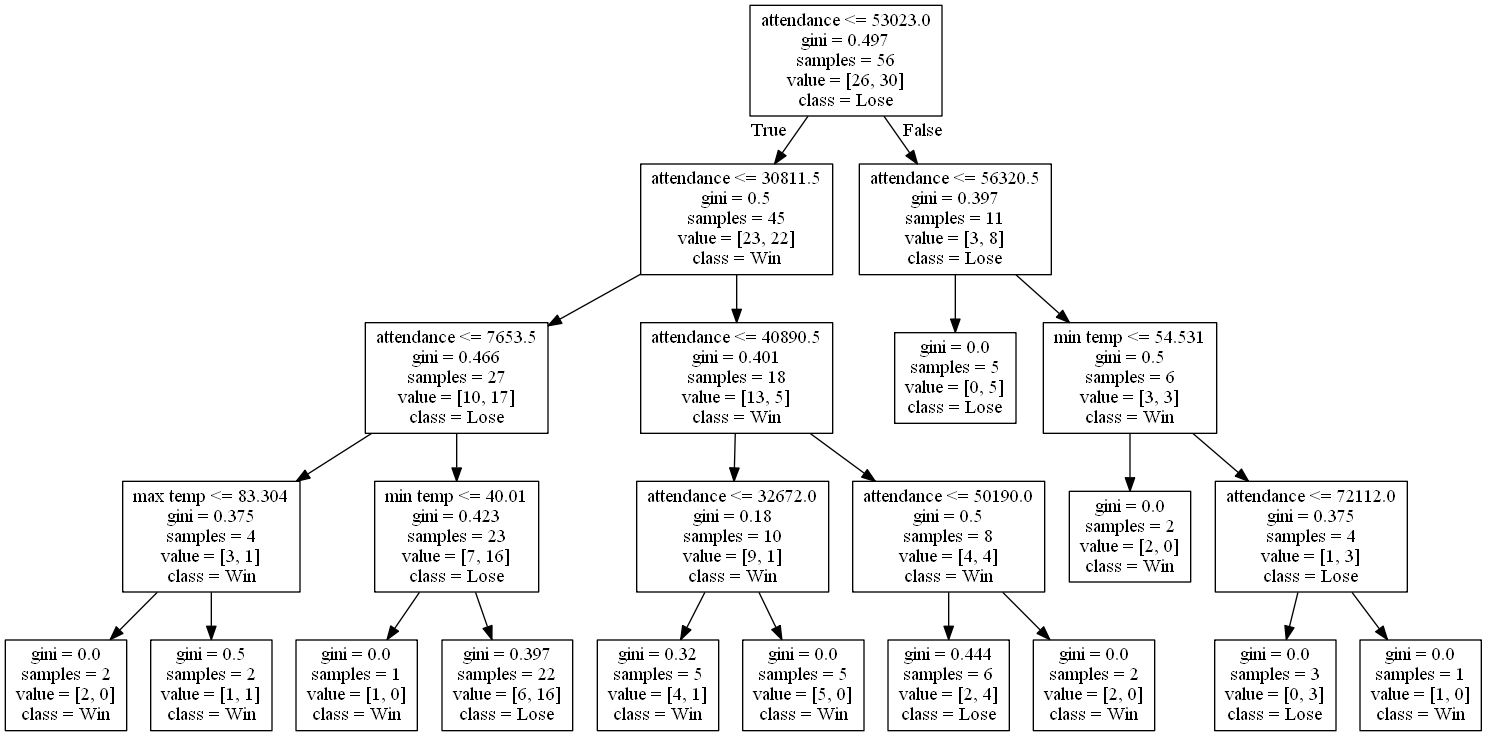 attendance <= 53023.0
gini = 0.497
samples = 56
value = [26, 30]
class = Lose
True
False
attendance <= 30811.5
gini = 0.5
samples = 45
value = [23, 22]
class = Win
attendance <= 56320.5
gini = 0.397
samples = 11
value = [3, 8]
class = Lose
attendance <= 7653.5
gini = 0.466
samples = 27
value = [10, 17]
class = Lose
attendance <= 40890.5
gini = 0.401
samples = 18
value = [13, 5]
class = Win
gini = 0.0
samples = 5
value = [0, 5]
class = Lose
min temp <= 54.531
gini = 0.5
samples = 6
value = [3, 3]
class = Win
max temp <= 83.304
gini = 0.375
samples = 4
value = [3, 1]
class = Win
min temp <= 40.01
gini = 0.423
samples = 23
value = [7, 16]
class = Lose
attendance <= 32672.0
gini = 0.18
samples = 10
value = [9, 1]
class = Win
attendance <= 50190.0
gini = 0.5
samples = 8
value = [4, 4]
class = Win
gini = 0.0
samples = 2
value = [2, 0]
class = Win
attendance <= 72112.0
gini = 0.375
samples = 4
value = [1, 3]
class = Lose
gini = 0.0
samples = 2
value = [2, 0]
class = Win
gini = 0.5
samples = 2
value = [1, 1]
class = Win
gini = 0.0
samples = 1
value = [1, 0]
class = Win
gini = 0.397
samples = 22
value = [6, 16]
class = Lose
gini = 0.32
samples = 5
value = [4, 1]
class = Win
gini = 0.0
samples = 5
value = [5, 0]
class = Win
gini = 0.444
samples = 6
value = [2, 4]
class = Lose
gini = 0.0
samples = 2
value = [2, 0]
class = Win
gini = 0.0
samples = 3
value = [0, 3]
class = Lose
gini = 0.0
samples = 1
value = [1, 0]
class = Win